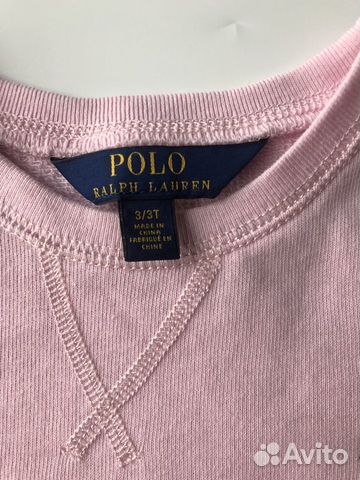 POLO
RALPH LAUREN
3/3T
MADE IN
CHINA
FABRIQUÉ EN
CHINE
Avito